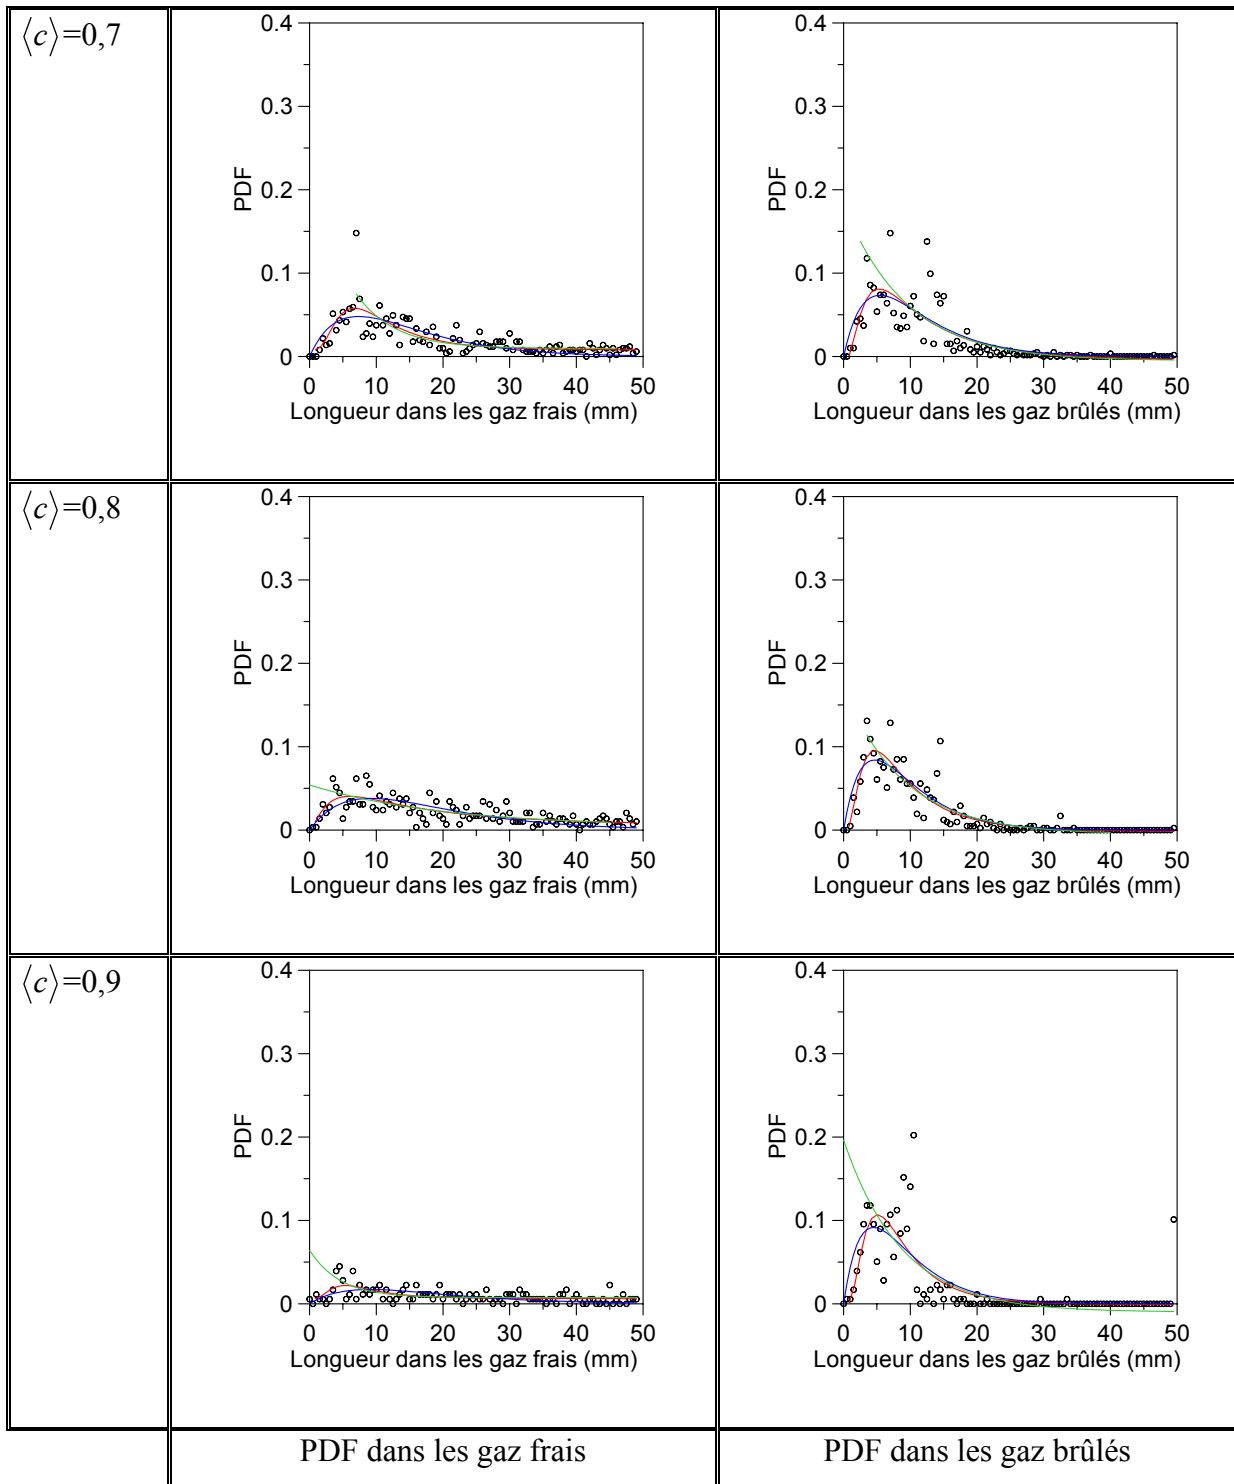 ⟨c⟩=0,7
0.4
0.3
0.2
0.1
0
PDF
0 10 20 30 40 50
Longueur dans les gaz frais (mm)
0.4
0.3
0.2
0.1
0
PDF
0 10 20 30 40 50
Longueur dans les gaz brûlés (mm)
⟨c⟩=0,8
0.4
0.3
0.2
0.1
0
PDF
0 10 20 30 40 50
Longueur dans les gaz frais (mm)
0.4
0.3
0.2
0.1
0
PDF
0 10 20 30 40 50
Longueur dans les gaz brûlés (mm)
⟨c⟩=0,9
0.4
0.3
0.2
0.1
0
PDF
0 10 20 30 40 50
Longueur dans les gaz frais (mm)
0.4
0.3
0.2
0.1
0
PDF
0 10 20 30 40 50
Longueur dans les gaz brûlés (mm)
PDF dans les gaz frais
PDF dans les gaz brûlés